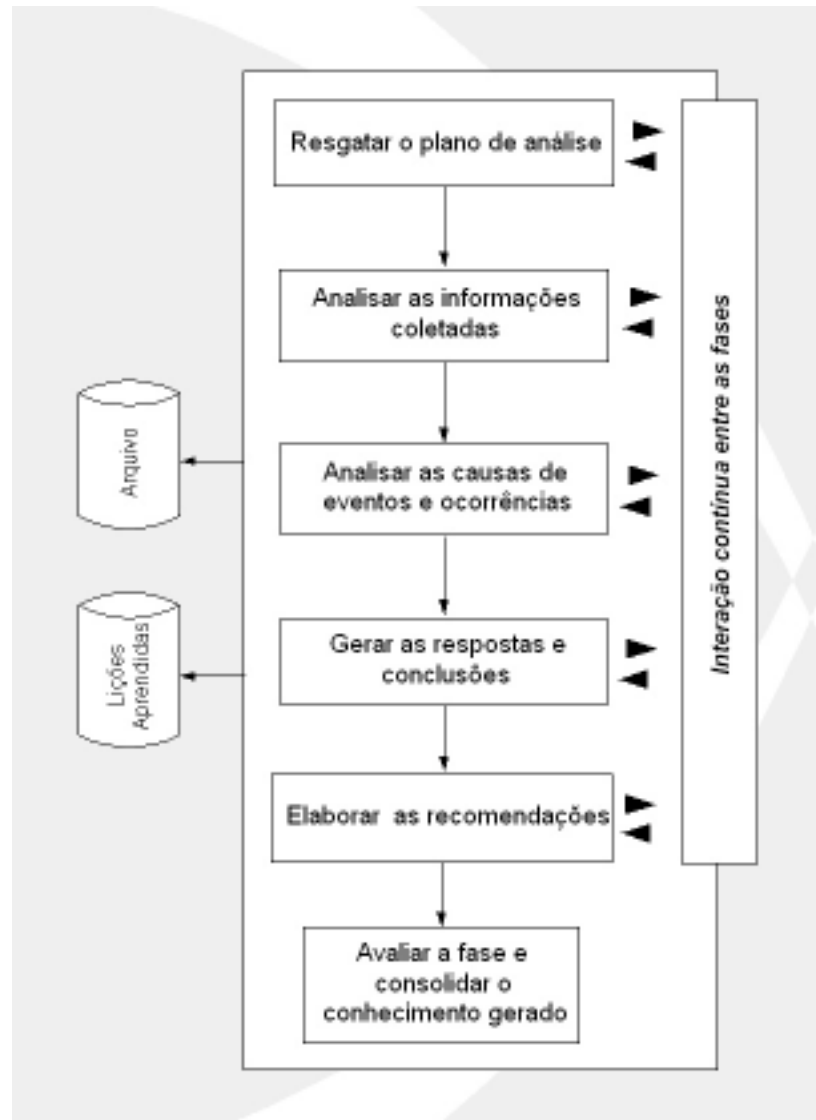 Resgatar o plano de análise
Analisar as informações
coletadas
Analisar as causas de
eventos e ocorrências
Gerar as respostas e
conclusões
Elaborar as recomendações
Avaliar a fase e
consolidar o
conhecimento gerado
Arquivo
Lições
Aprendidas
Interação contínua entre as fases